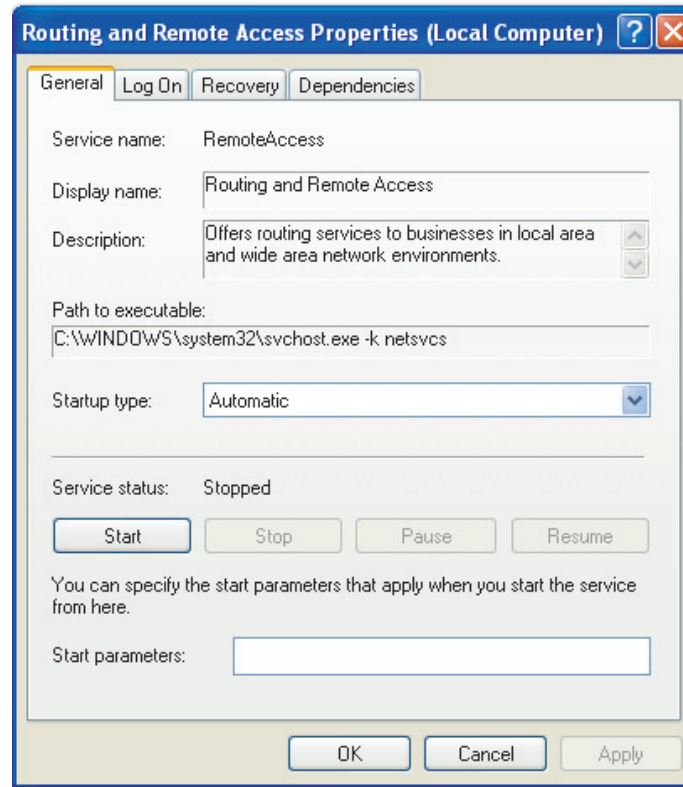 Routing and Remote Access Properties (Local Computer) ?
General Log On Recovery Dependencies
Service name: RemoteAccess
Display name: Routing and Remote Access
Description: Offers routing services to businesses in local area
and wide area network environments.
Path to executable:
C:\WINDOWS\system32\svchost.exe -k netsvcs
Startup type: Automatic
Service status: Stopped
Start Stop Pause Resume
You can specify the start parameters that apply when you start the service
from here.
Start parameters:
OK Cancel Apply